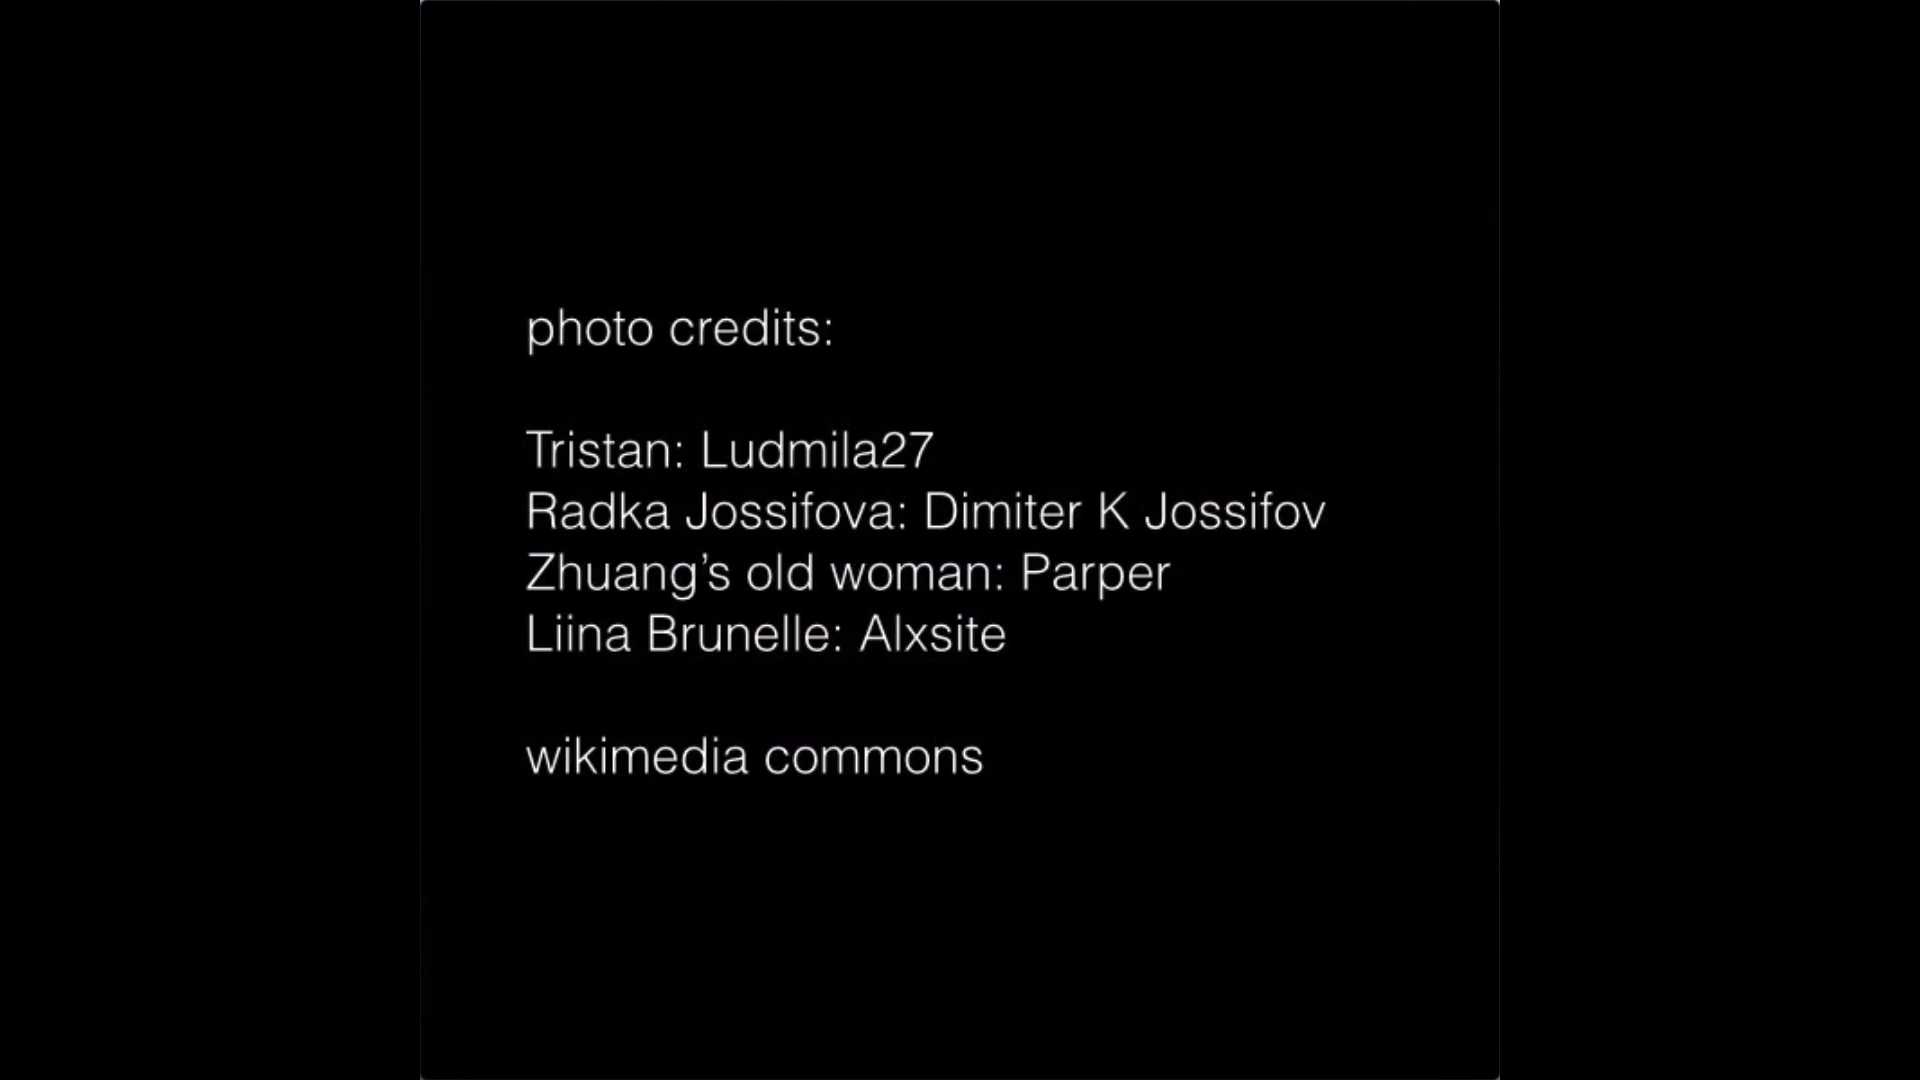 photo credits:
Tristan: Ludmila27
Radka Jossifova: Dimiter K Jossifov
Zhuang’s old woman: Parper
Liina Brunelle: Alxsite
wikimedia commons